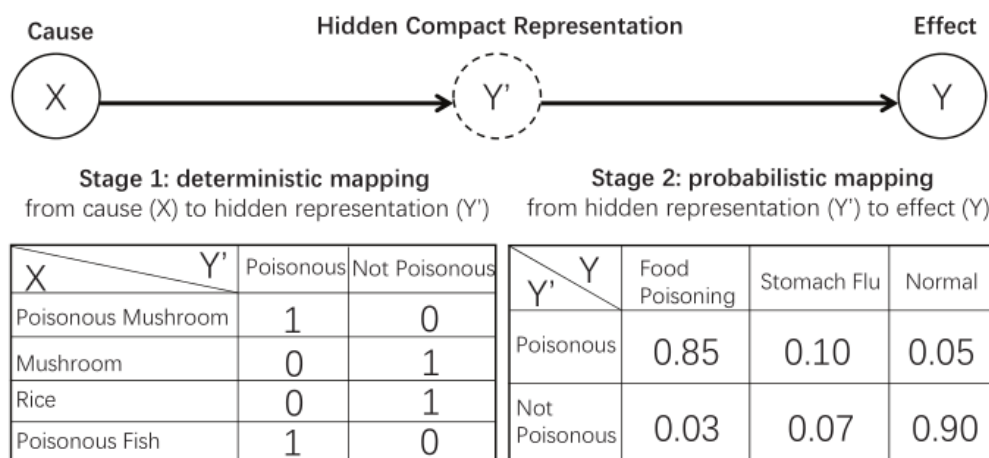 Cause Hidden Compact Representation Effect
X Y' Y
Stage 1: deterministic mapping
from cause (X) to hidden representation (Y')
Stage 2: probabilistic mapping
from hidden representation (Y') to effect (Y)
X Y' Poisonous Not Poisonous
Poisonous Mushroom 1 0
Mushroom 0 1
Rice 0 1
Poisonous Fish 1 0
Y' Y Food Poisoning Stomach Flu Normal
Poisonous 0.85 0.10 0.05
Not Poisonous 0.03 0.07 0.90